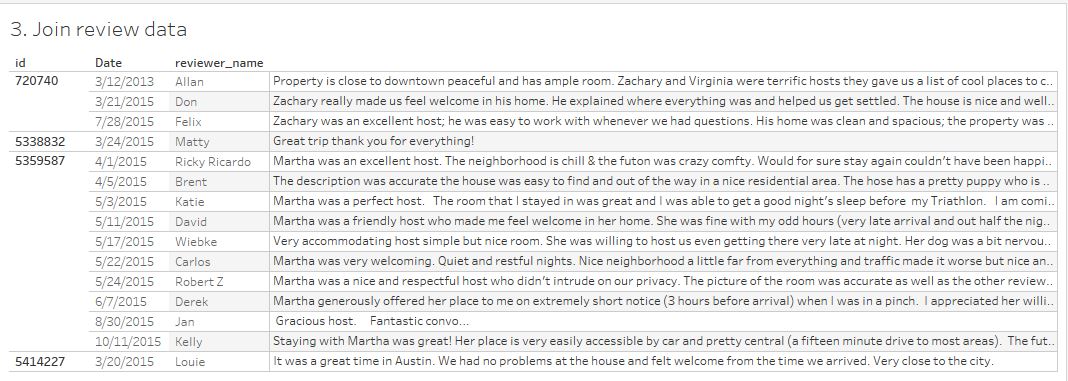 3. Join review data
id Date reviewer_name
720740 3/12/2013 Allan Property is close to downtown peaceful and has ample room. Zachary and Virginia were terrific hosts they gave us a list of cool places to c..
3/21/2015 Don Zachary really made us feel welcome in his home. He explained where everything was and helped us get settled. The house is nice and well..
7/28/2015 Felix Zachary was an excellent host; he was easy to work with whenever we had questions. His home was clean and spacious; the property was ..
5338832 3/24/2015 Matty Great trip thank you for everything!
5359587 4/1/2015 Ricky Ricardo Martha was an excellent host. The neighborhood is chill & the futon was crazy comfty. Would for sure stay again couldn't have been happi..
4/5/2015 Brent The description was accurate the house was easy to find and out of the way in a nice residential area. The hose has a pretty puppy who is ..
5/3/2015 Katie Martha was a perfect host. The room that I stayed in was great and I was able to get a good night's sleep before my Triathlon. I am comi..
5/11/2015 David Martha was a friendly host who made me feel welcome in her home. She was fine with my odd hours (very late arrival and out half the nig..
5/17/2015 Wiebke Very accommodating host simple but nice room. She was willing to host us even getting there very late at night. Her dog was a bit nervou..
5/22/2015 Carlos Martha was very welcoming. Quiet and restful nights. Nice neighborhood a little far from everything and traffic made it worse but nice an..
5/24/2015 Robert Z Martha was a nice and respectful host who didn't intrude on our privacy. The picture of the room was accurate as well as the other review..
6/7/2015 Derek Martha generously offered her place to me on extremely short notice (3 hours before arrival) when I was in a pinch. I appreciated her willi..
8/30/2015 Jan Gracious host. Fantastic convo...
10/11/2015 Kelly Staying with Martha was great! Her place is very easily accessible by car and pretty central (a fifteen minute drive to most areas). The fut..
5414227 3/20/2015 Louie It was a great time in Austin. We had no problems at the house and felt welcome from the time we arrived. Very close to the city.